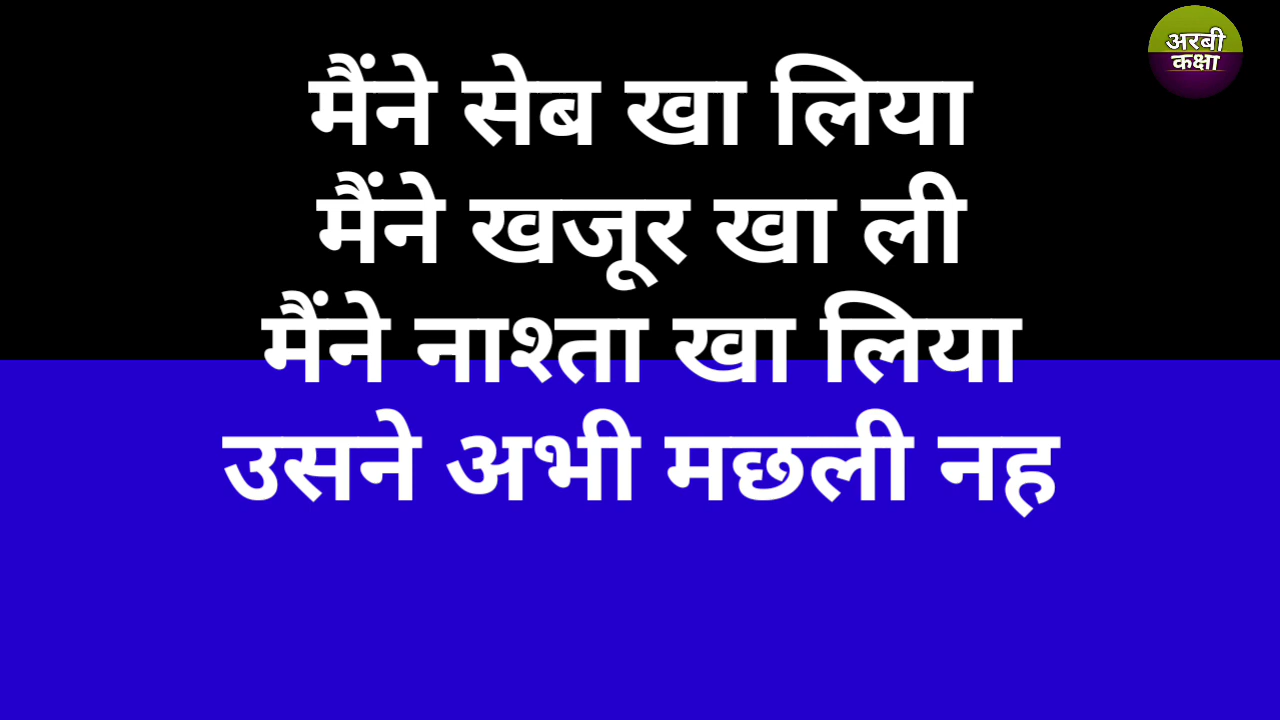 अरबी
कक्षा
मैंने सेब खा लिया
मैंने खजूर खा ली
मैंने नाश्ता खा लिया
उसने अभी मछली नह